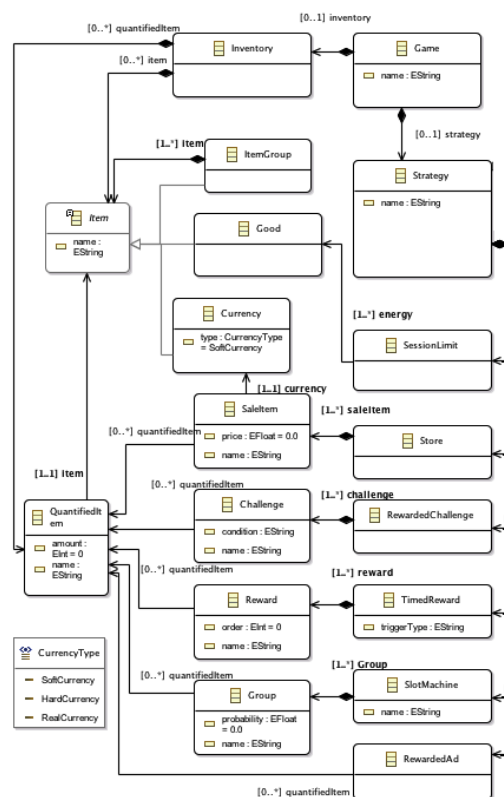 [0..*] quantifiedItem
[0..1] inventory
Inventory
Game
name : EString
[0..*] item
[0..1] strategy
[1..*] item
ItemGroup
Strategy
name : EString
Item
name :
EString
Good
[1..*] energy
Currency
type : CurrencyType
= SoftCurrency
SessionLimit
[1..1] currency
SaleItem
price : EFloat = 0.0
name : EString
[1..*] saleItem
Store
[0..*] quantifiedItem
[1..1] item
[0..*] quantifiedItem
QuantifiedIt
em
amount :
EInt = 0
name :
EString
Challenge
condition : EString
name : EString
[1..*] challenge
RewardedChallenge
[0..*] quantifiedItem
[1..*] reward
Reward
order : EInt = 0
name : EString
TimedReward
triggerType : EString
CurrencyType
SoftCurrency
HardCurrency
RealCurrency
[0..*] quantifiedItem
[1..*] Group
Group
probability : EFloat
= 0.0
name : EString
SlotMachine
name : EString
RewardedAd
[0..*] quantifiedItem